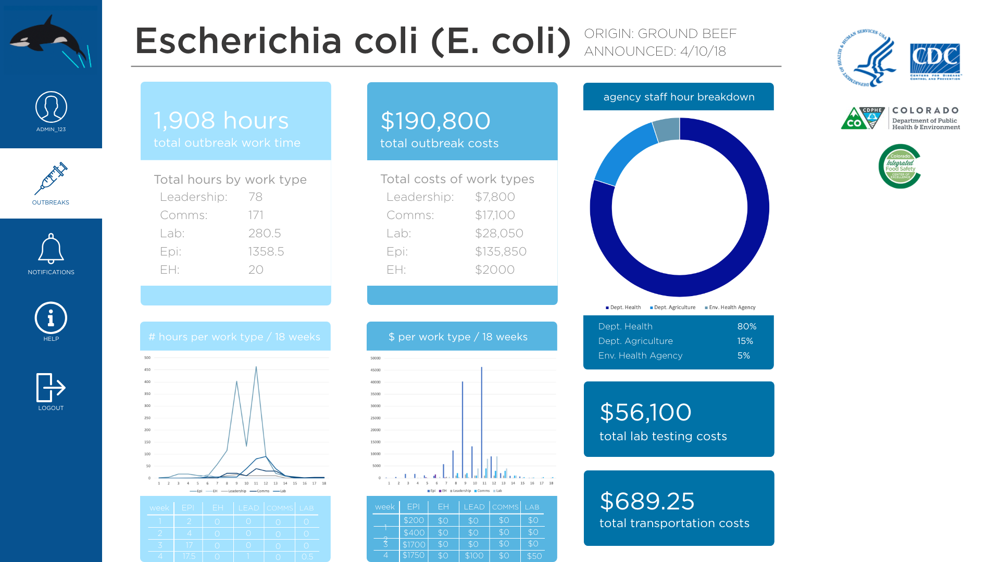 Escherichia coli (E. coli)
ORIGIN: GROUND BEEF
ANNOUNCED: 4/10/18
DEPARTMENT OF HEALTH & HUMAN SERVICES·USA
CDC
CENTERS FOR DISEASE
CONTROL AND PREVENTION
CDPHE
CO
COLORADO
Department of Public
Health & Environment
Colorado
Integrated
Food Safety
CENTER OF
EXCELLENCE
ADMIN_123
OUTBREAKS
NOTIFICATIONS
HELP
LOGOUT
1,908 hours
total outbreak work time
Total hours by work type
Leadership: 78
Comms: 171
Lab: 280.5
Epi: 1358.5
EH: 20
$190,800
total outbreak costs
Total costs of work types
Leadership: $7,800
Comms: $17,100
Lab: $28,050
Epi: $135,850
EH: $2000
agency staff hour breakdown
Dept. Health Dept. Agriculture Env. Health Agency
Dept. Health 80%
Dept. Agriculture 15%
Env. Health Agency 5%
# hours per work type / 18 weeks
500
450
400
350
300
250
200
150
100
50
0
1 2 3 4 5 6 7 8 9 10 11 12 13 14 15 16 17 18
Epi EH Leadership Comms Lab
week EPI EH LEAD COMMS LAB
1 2 0 0 0 0
2 4 0 0 0 0
3 17 0 0 0 0
4 17.5 0 1 0 0.5
$ per work type / 18 weeks
50000
45000
40000
35000
30000
25000
20000
15000
10000
5000
0
1 2 3 4 5 6 7 8 9 10 11 12 13 14 15 16 17 18
Epi EH Leadership Comms Lab
week EPI EH LEAD COMMS LAB
1 $200 $0 $0 $0 $0
2 $400 $0 $0 $0 $0
3 $1700 $0 $0 $0 $0
4 $1750 $0 $100 $0 $50
$56,100
total lab testing costs
$689.25
total transportation costs